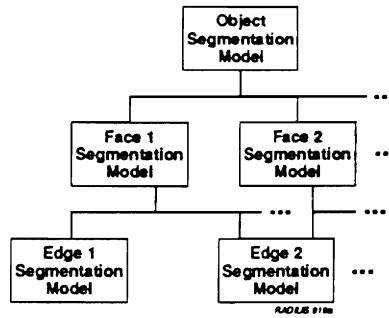 Object
Segmentation
Model
Face 1
Segmentation
Model
Face 2
Segmentation
Model
Edge 1
Segmentation
Model
Edge 2
Segmentation
Model
RADIUS